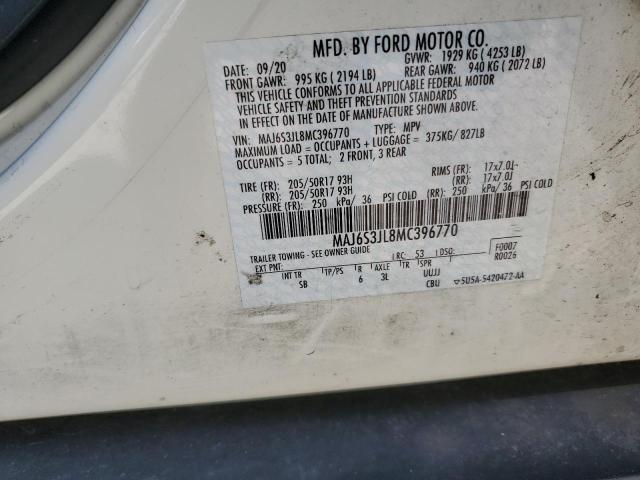 MFD. BY FORD MOTOR CO.
DATE: 09/20 GVWR: 1929 KG ( 4253 LB)
FRONT GAWR: 995 KG ( 2194 LB) REAR GAWR: 940 KG ( 2072 LB)
THIS VEHICLE CONFORMS TO ALL APPLICABLE FEDERAL MOTOR
VEHICLE SAFETY AND THEFT PREVENTION STANDARDS
IN EFFECT ON THE DATE OF MANUFACTURE SHOWN ABOVE.
VIN: MAJ6S3JL8MC396770 TYPE: MPV
MAXIMUM LOAD = OCCUPANTS + LUGGAGE = 375KG/ 827LB
OCCUPANTS = 5 TOTAL; 2 FRONT, 3 REAR
TIRE (FR): 205/50R17 93H RIMS (FR): 17x7.0J
(RR): 205/50R17 93H (RR): 17x7.0J
PRESSURE (FR): 250 kPa/ 36 PSI COLD (RR): 250 kPa/ 36 PSI COLD
MAJ6S3JL8MC396770
TRAILER TOWING - SEE OWNER GUIDE
EXT PNT: RC: 53 DSO: F0007
R0026
INT TR TP/PS R AXLE TR SPR UUJJ
SB 6 3L CBU 5U5A-5420472-AA